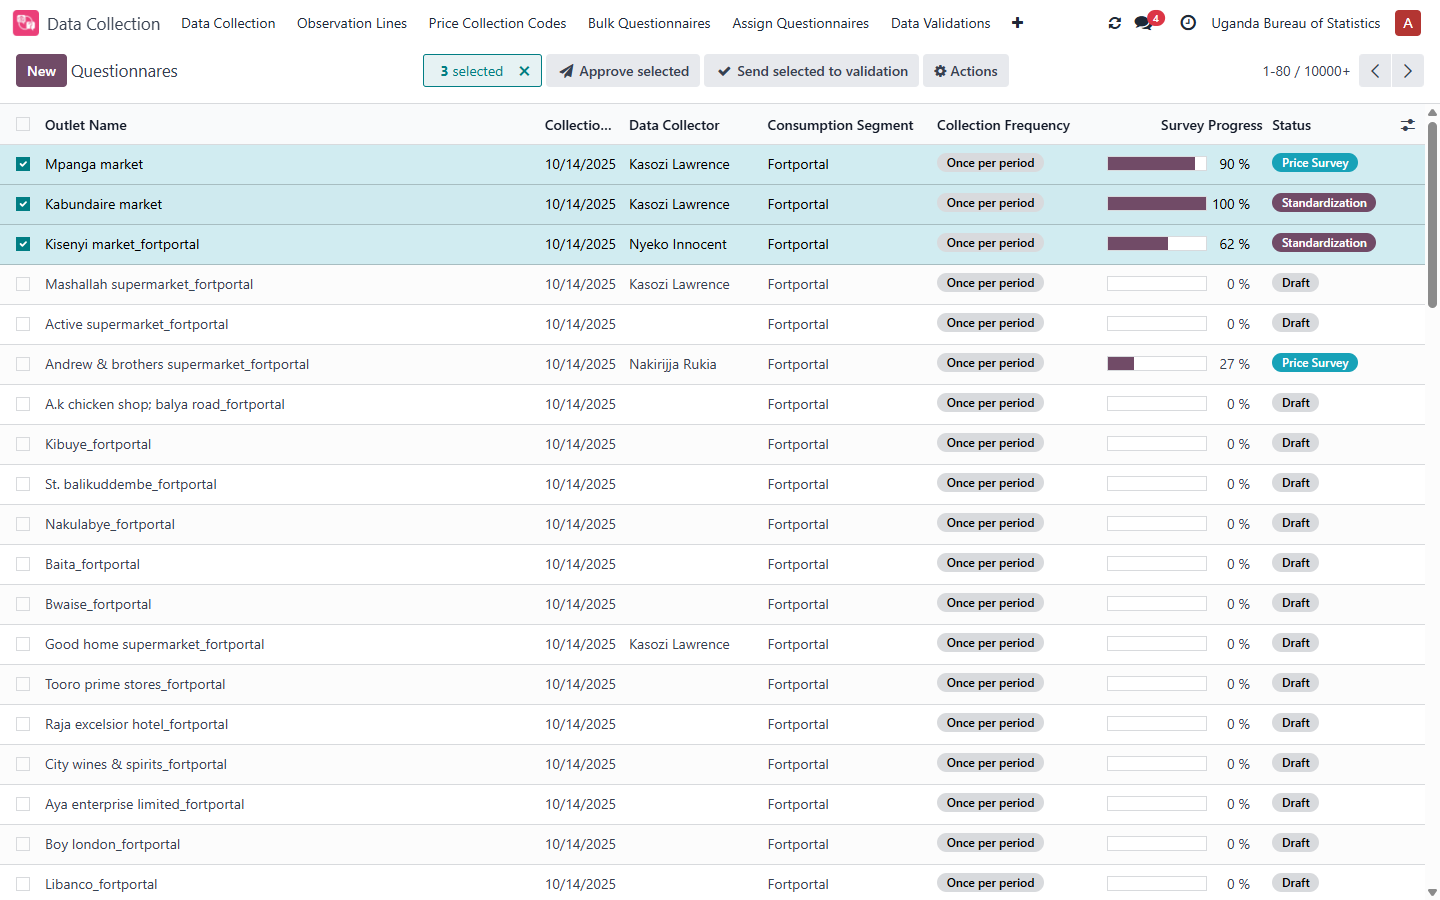 Data Collection Data Collection Observation Lines Price Collection Codes Bulk Questionnaires Assign Questionnaires Data Validations 4 Uganda Bureau of Statistics A
New Questionnares 3 selected Approve selected Send selected to validation Actions 1-80 / 10000+
Outlet Name Collectio... Data Collector Consumption Segment Collection Frequency Survey Progress Status
Mpanga market 10/14/2025 Kasozi Lawrence Fortportal Once per period 90 % Price Survey
Kabundaire market 10/14/2025 Kasozi Lawrence Fortportal Once per period 100 % Standardization
Kisenyi market_fortportal 10/14/2025 Nyeko Innocent Fortportal Once per period 62 % Standardization
Mashallah supermarket_fortportal 10/14/2025 Kasozi Lawrence Fortportal Once per period 0 % Draft
Active supermarket_fortportal 10/14/2025 Fortportal Once per period 0 % Draft
Andrew & brothers supermarket_fortportal 10/14/2025 Nakirijja Rukia Fortportal Once per period 27 % Price Survey
A.k chicken shop; balya road_fortportal 10/14/2025 Fortportal Once per period 0 % Draft
Kibuye_fortportal 10/14/2025 Fortportal Once per period 0 % Draft
St. balikuddembe_fortportal 10/14/2025 Fortportal Once per period 0 % Draft
Nakulabye_fortportal 10/14/2025 Fortportal Once per period 0 % Draft
Baita_fortportal 10/14/2025 Fortportal Once per period 0 % Draft
Bwaise_fortportal 10/14/2025 Fortportal Once per period 0 % Draft
Good home supermarket_fortportal 10/14/2025 Kasozi Lawrence Fortportal Once per period 0 % Draft
Tooro prime stores_fortportal 10/14/2025 Fortportal Once per period 0 % Draft
Raja excelsior hotel_fortportal 10/14/2025 Fortportal Once per period 0 % Draft
City wines & spirits_fortportal 10/14/2025 Fortportal Once per period 0 % Draft
Aya enterprise limited_fortportal 10/14/2025 Fortportal Once per period 0 % Draft
Boy london_fortportal 10/14/2025 Fortportal Once per period 0 % Draft
Libanco_fortportal 10/14/2025 Fortportal Once per period 0 % Draft